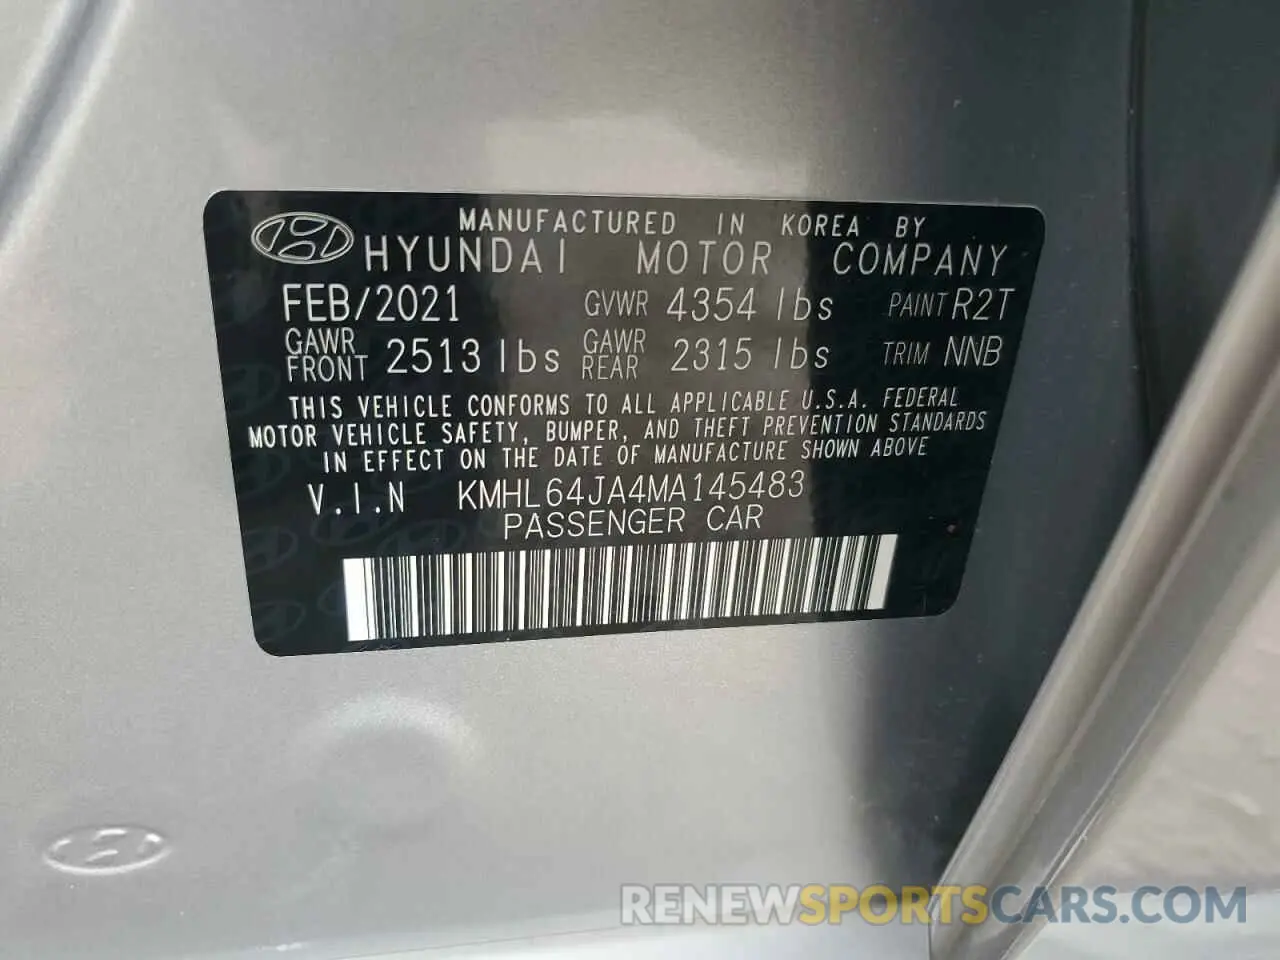 MANUFACTURED IN KOREA BY
HYUNDAI MOTOR COMPANY
FEB/2021 GVWR 4354 lbs PAINT R2T
GAWR FRONT 2513 lbs GAWR REAR 2315 lbs TRIM NNB
THIS VEHICLE CONFORMS TO ALL APPLICABLE U.S.A. FEDERAL
MOTOR VEHICLE SAFETY, BUMPER, AND THEFT PREVENTION STANDARDS
IN EFFECT ON THE DATE OF MANUFACTURE SHOWN ABOVE
V.I.N KMHL64JA4MA145483
PASSENGER CAR
RENEWSPORTSCARS.COM